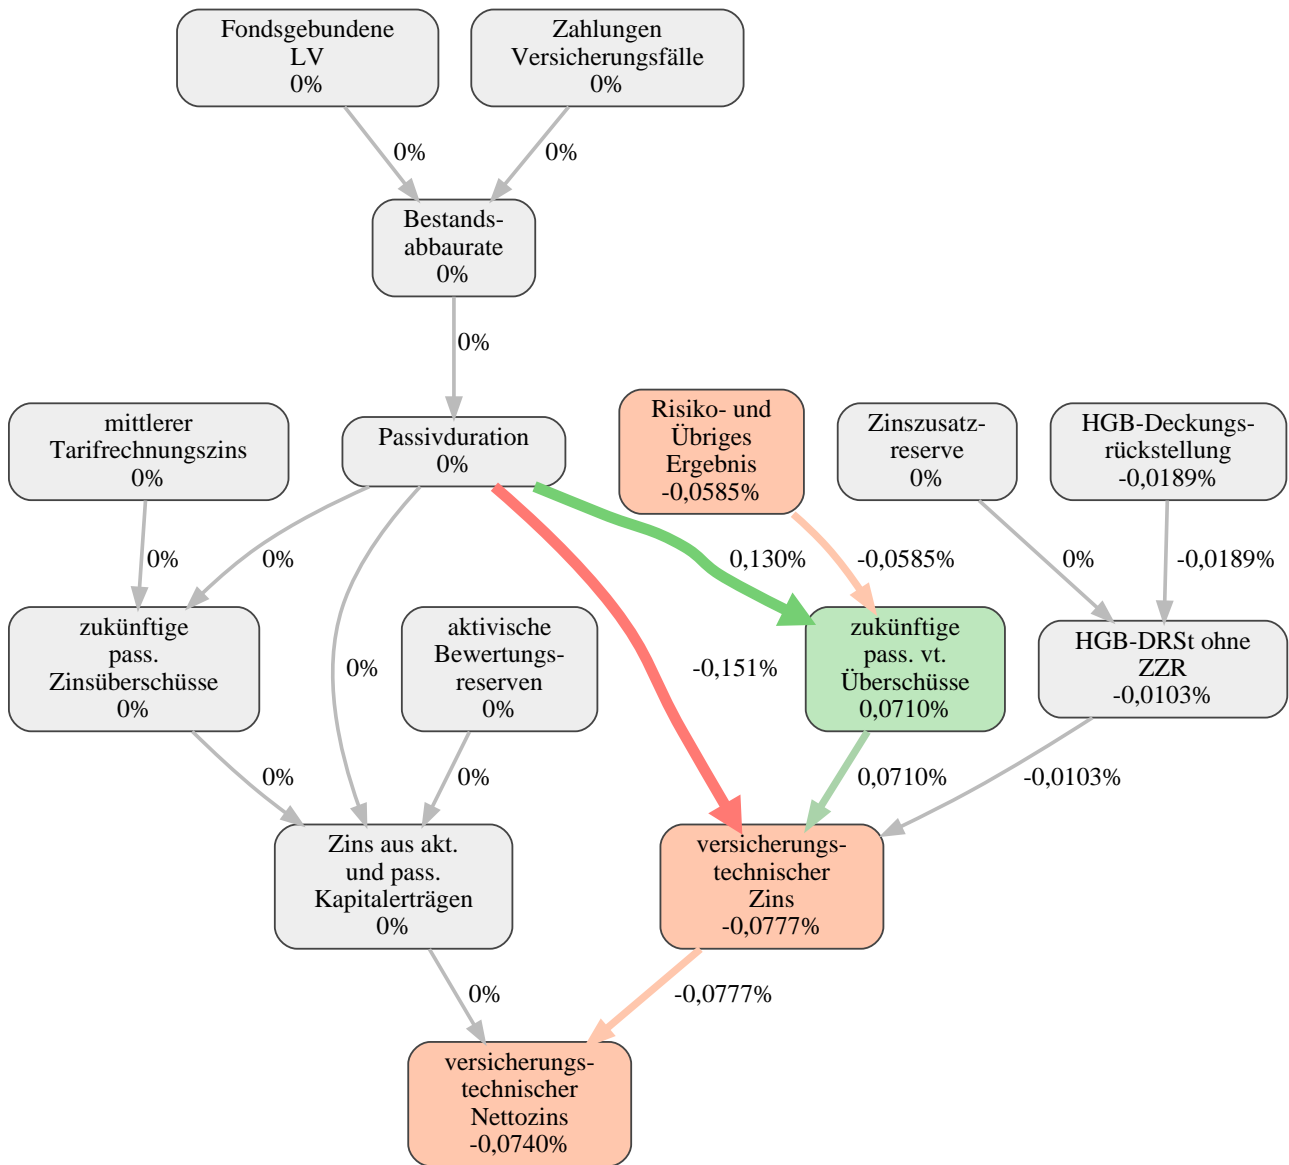 Fondsgebundene
LV
0%
Zahlungen
Versicherungsfälle
0%
0%
0%
Bestands-
abbaurate
0%
0%
mittlerer
Tarifrechnungszins
0%
Passivduration
0%
Risiko- und
Übriges
Ergebnis
-0,0585%
Zinszusatz-
reserve
0%
HGB-Deckungs-
rückstellung
-0,0189%
0%
0%
0,130%
-0,0585%
0%
-0,0189%
zukünftige
pass.
Zinsüberschüsse
0%
0%
aktivische
Bewertungs-
reserven
0%
-0,151%
zukünftige
pass. vt.
Überschüsse
0,0710%
HGB-DRSt ohne
ZZR
-0,0103%
0%
0%
0,0710%
-0,0103%
Zins aus akt.
und pass.
Kapitalerträgen
0%
versicherungs-
technischer
Zins
-0,0777%
0%
-0,0777%
versicherungs-
technischer
Nettozins
-0,0740%